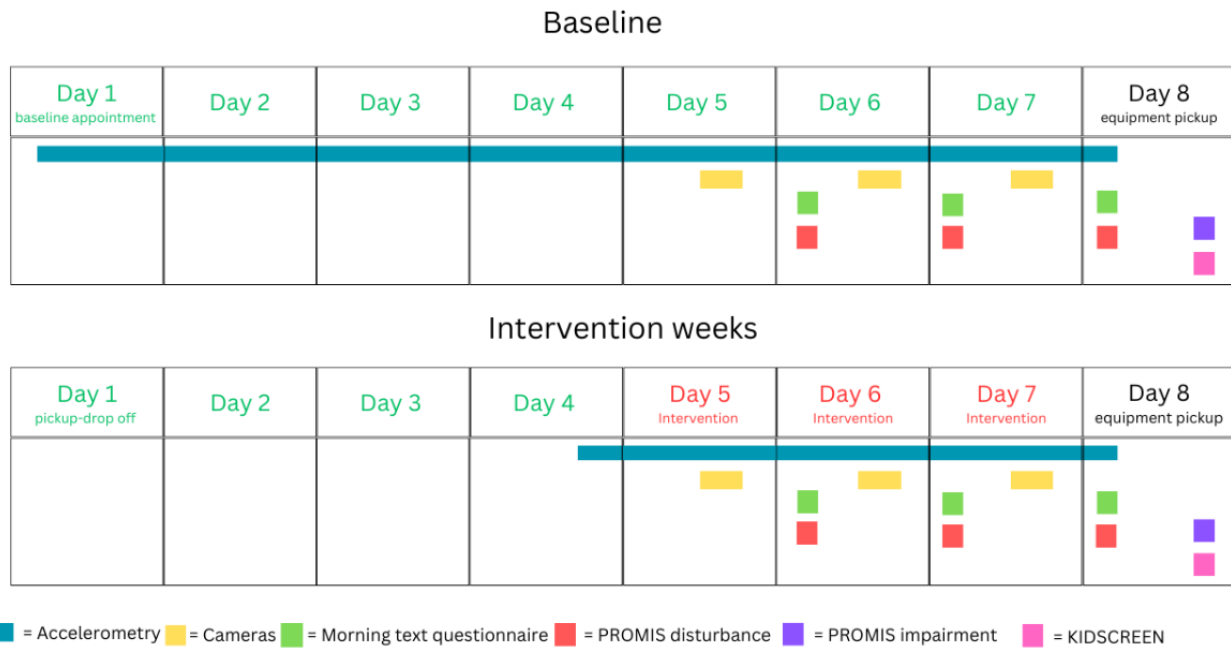 Baseline
Day 1 Day 2 Day 3 Day 4 Day 5 Day 6 Day 7 Day 8
baseline appointment equipment pickup
Intervention weeks
Day 1 Day 2 Day 3 Day 4 Day 5 Day 6 Day 7 Day 8
pickup-drop off Intervention Intervention Intervention equipment pickup
= Accelerometry = Cameras = Morning text questionnaire = PROMIS disturbance = PROMIS impairment = KIDSCREEN